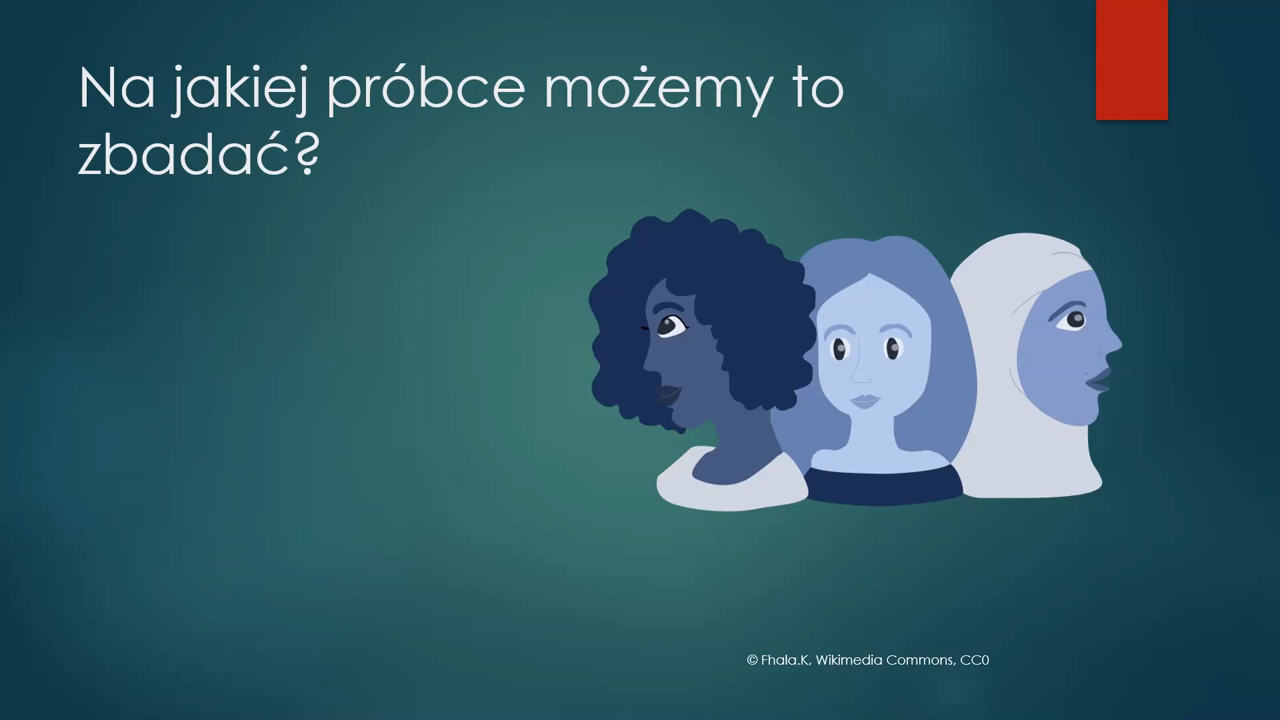 Na jakiej próbce możemy to
zbadać?
© Fhala.K, Wikimedia Commons, CC0